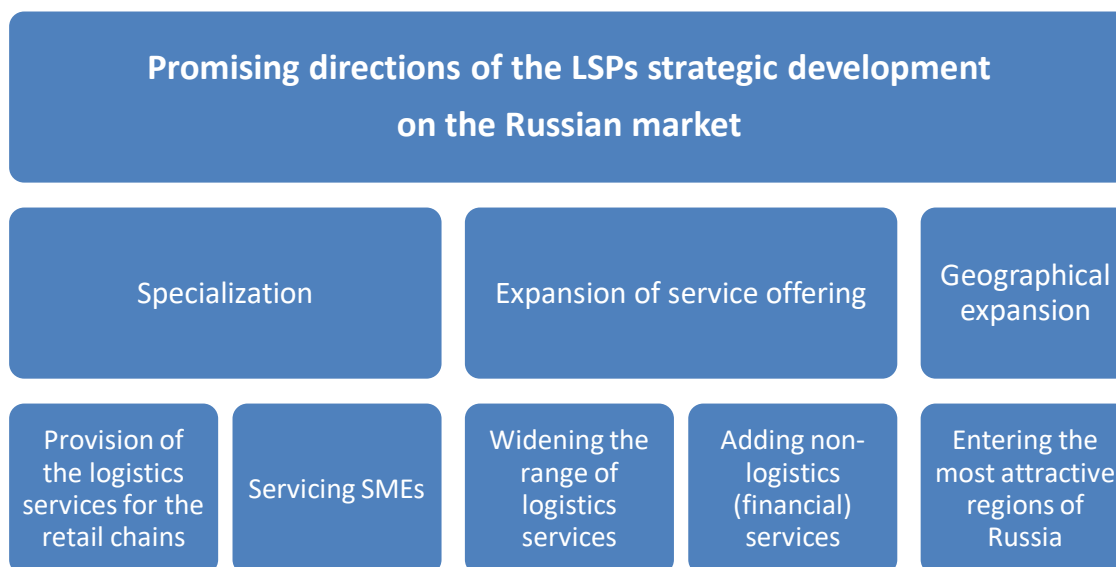 Promising directions of the LSPs strategic development
on the Russian market
Specialization
Expansion of service offering
Geographical
expansion
Provision of
the logistics
services for the
retail chains
Servicing SMEs
Widening the
range of
logistics
services
Adding non-
logistics
(financial)
services
Entering the
most attractive
regions of
Russia